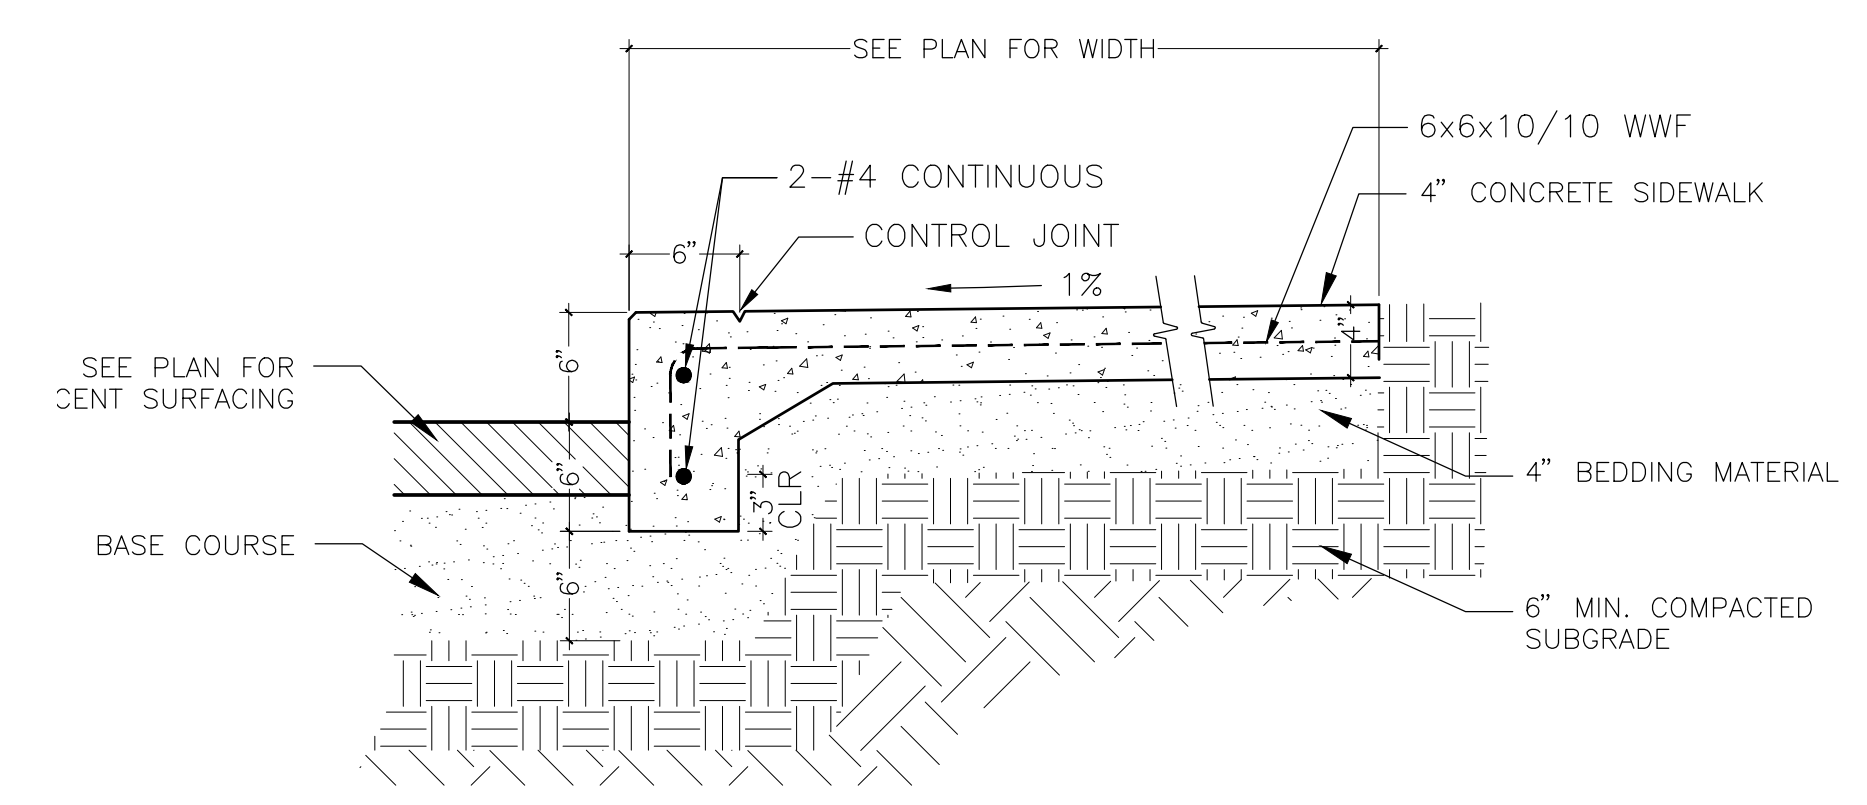 SEE PLAN FOR WIDTH
6x6x10/10 WWF
2-#4 CONTINUOUS
4" CONCRETE SIDEWALK
CONTROL JOINT
6"
1%
4"
6"
SEE PLAN FOR
CENT SURFACING
6"
3"
CLR
4" BEDDING MATERIAL
BASE COURSE
6"
6" MIN. COMPACTED
SUBGRADE